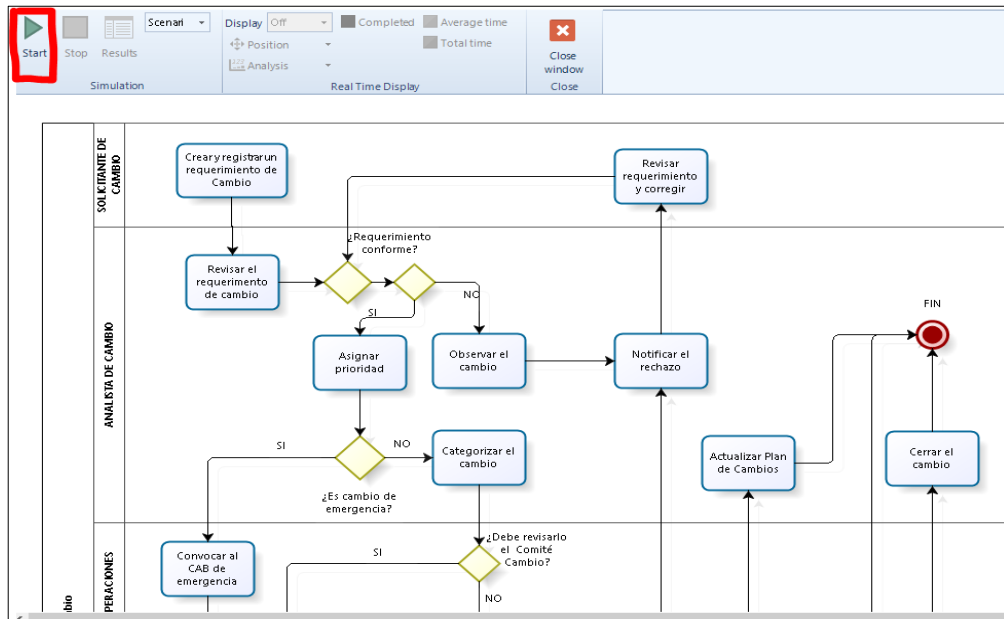 Scenari
Display Off
Completed
Average time
Position
Total time
Start
Stop
Results
Analysis
Close
window
Simulation
Real Time Display
Close
SOLICITANTE DE
CAMBIO
Crear y registrar un
requerimiento de
Cambio
Revisar
requerimiento
y corregir
ANALISTA DE CAMBIO
¿Requerimiento
conforme?
Revisar el
requerimento
de cambio
NO
SI
FIN
Asignar
prioridad
Observar el
cambio
Notificar el
rechazo
SI
NO
Categorizar el
cambio
Actualizar Plan
de Cambios
Cerrar el
cambio
¿Es cambio de
emergencia?
¿Debe revisarlo
el Comité
Cambio?
SI
Convocar al
CAB de
emergencia
NO
PERACIONES
bio